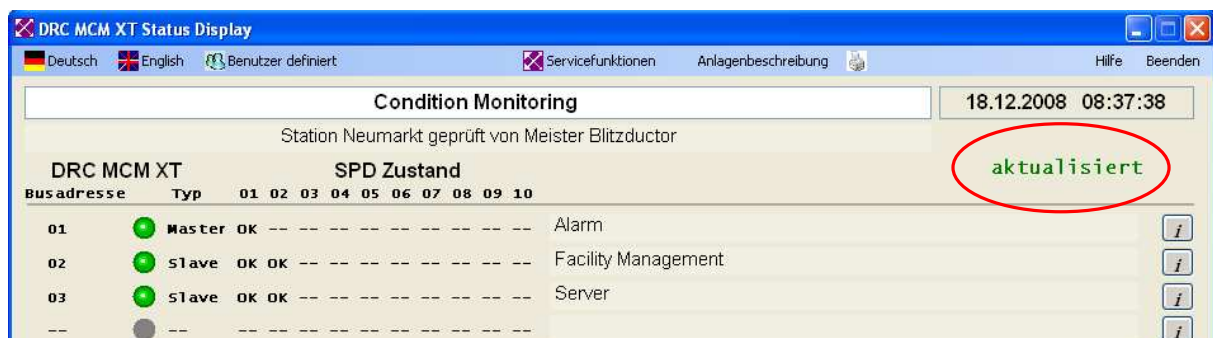 DRC MCM XT Status Display
Deutsch English Benutzer definiert Servicefunktionen Anlagenbeschreibung Hilfe Beenden
Condition Monitoring 18.12.2008 08:37:38
Station Neumarkt geprüft von Meister Blitzductor
aktualisiert
DRC MCM XT SPD Zustand
Busadresse Typ 01 02 03 04 05 06 07 08 09 10
01 Master OK -- -- -- -- -- -- -- -- -- Alarm i
02 Slave OK OK -- -- -- -- -- -- -- -- Facility Management i
03 Slave OK OK -- -- -- -- -- -- -- -- Server i
-- -- -- -- -- -- -- -- -- -- -- -- i